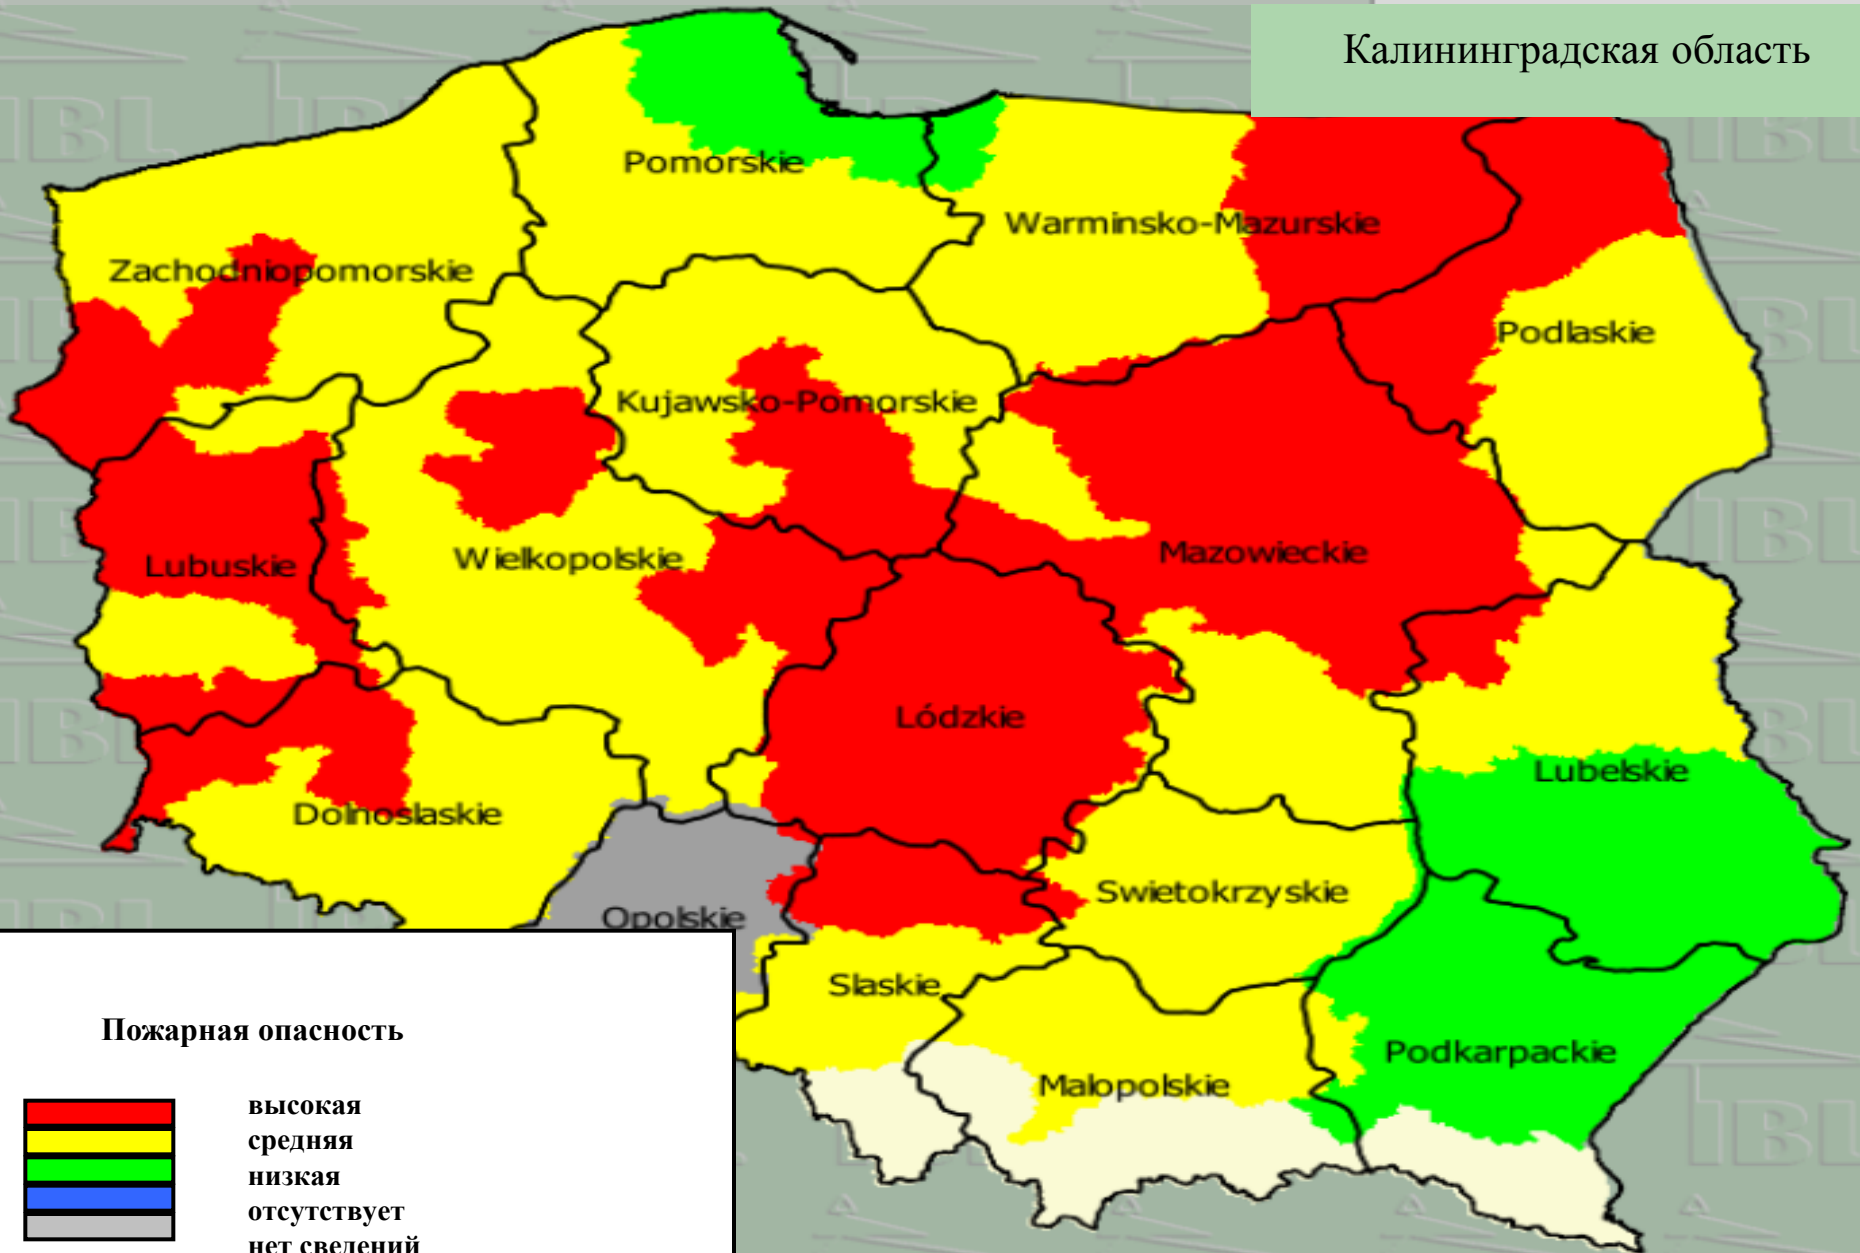 Калининградская область
Pomorskie
Warminsko-Mazurskie
Zachodniopomorskie
Podlaskie
Kujawsko-Pomorskie
Lubuskie
Wielkopolskie
Mazowieckie
Lódzkie
Lubelskie
Dolnoslaskie
Swietokrzyskie
Opolskie
Slaskie
Malopolskie
Podkarpackie
Пожарная опасность
высокая
средняя
низкая
отсутствует
нет сведений
IBL